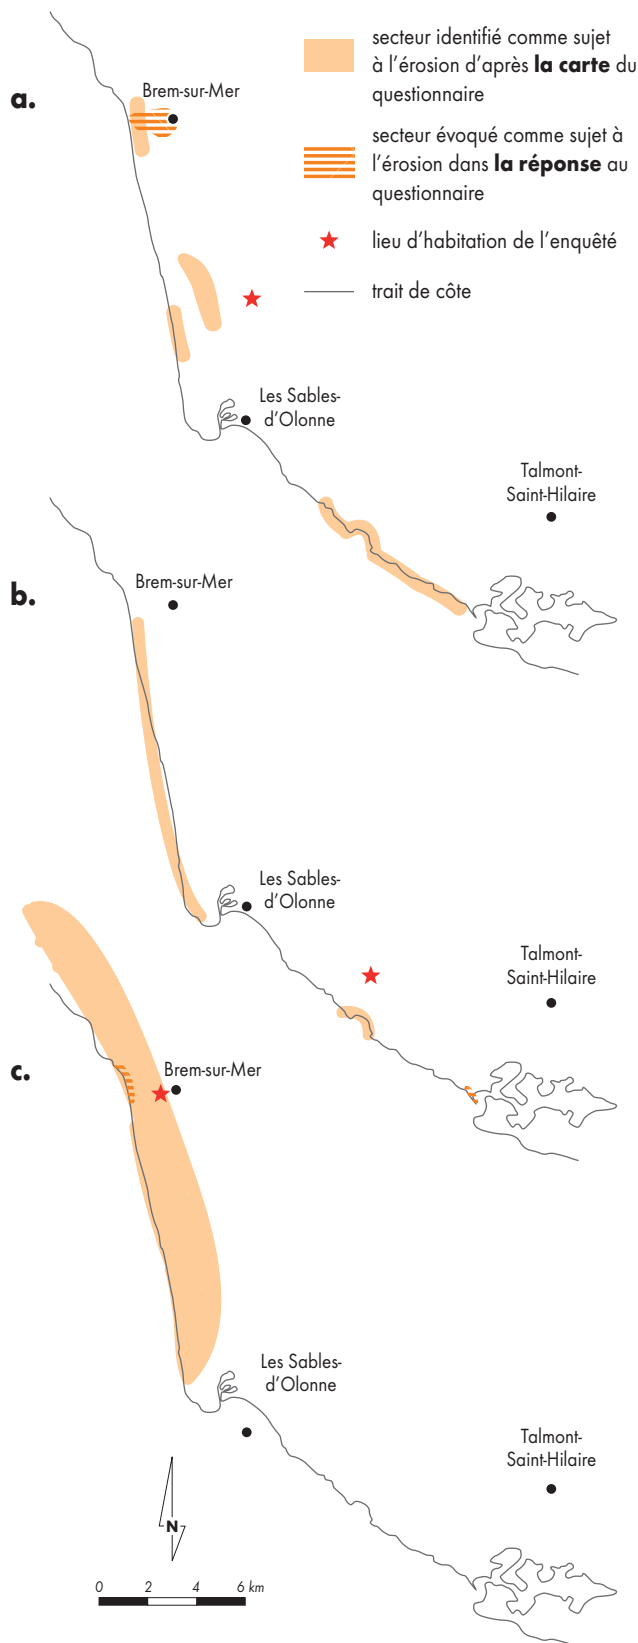 secteur identifié comme sujet
à l’érosion d’après la carte du
questionnaire
secteur évoqué comme sujet à
l’érosion dans la réponse au
questionnaire
lieu d’habitation de l’enquêté
trait de côte
a.
Brem-sur-Mer
Les Sables-
d’Olonne
Talmont-
Saint-Hilaire
b.
Brem-sur-Mer
Les Sables-
d’Olonne
Talmont-
Saint-Hilaire
c.
Brem-sur-Mer
Les Sables-
d’Olonne
Talmont-
Saint-Hilaire
N
0 2 4 6 km